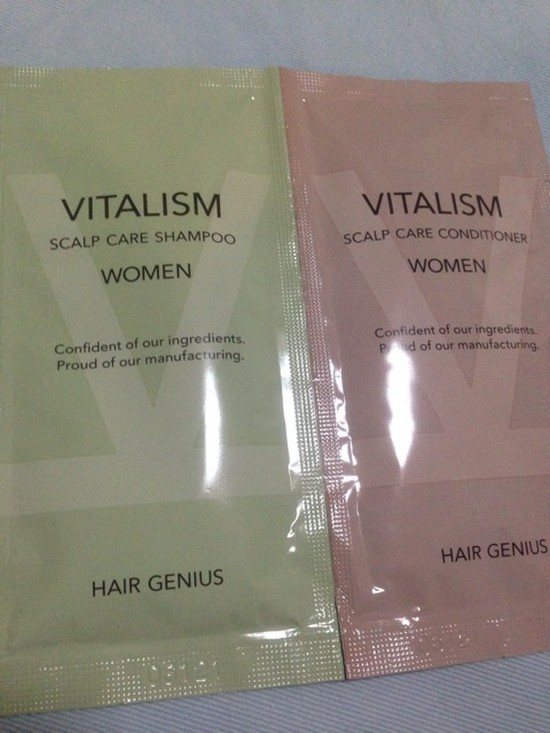 VITALISM
SCALP CARE SHAMPOO
WOMEN
Confident of our ingredients.
Proud of our manufacturing.
HAIR GENIUS
VITALISM
SCALP CARE CONDITIONER
WOMEN
Confident of our ingredients.
Proud of our manufacturing.
HAIR GENIUS